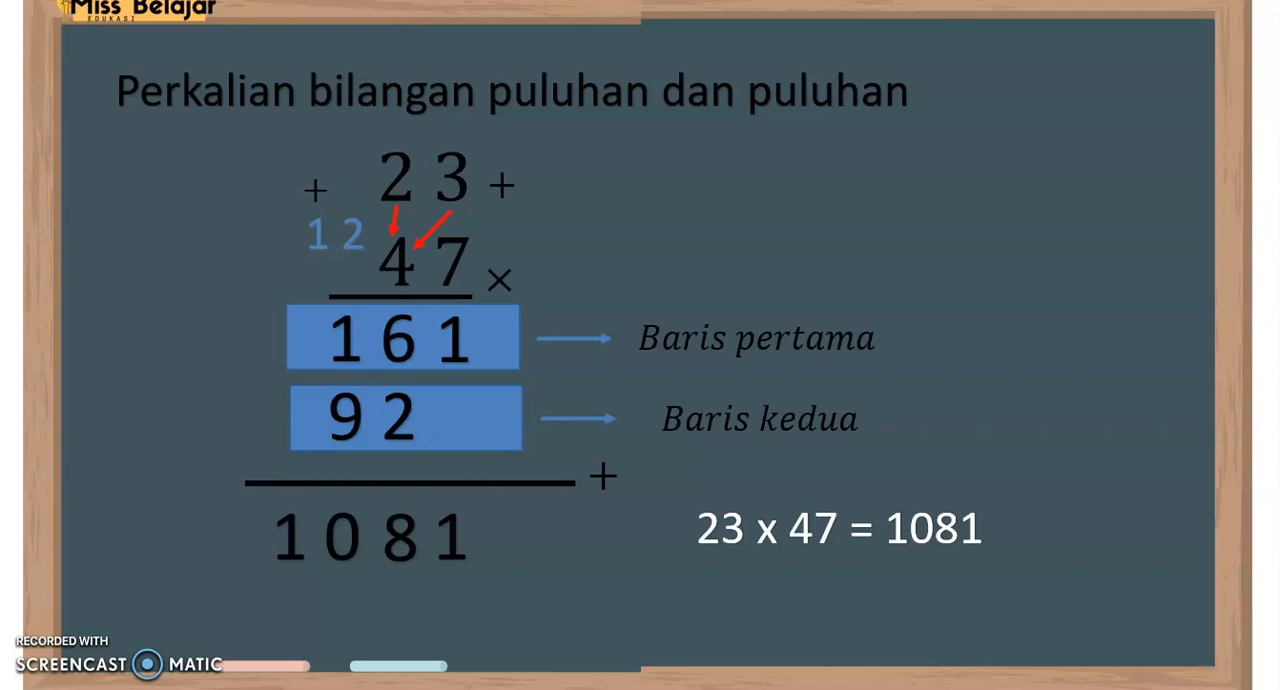 Miss Belajar
EDUKASI
Perkalian bilangan puluhan dan puluhan
+ 2 3 +
1 2
4 7 ×
1 6 1 Baris pertama
9 2 Baris kedua
+
1 0 8 1
23 x 47 = 1081
RECORDED WITH
SCREENCAST MATIC